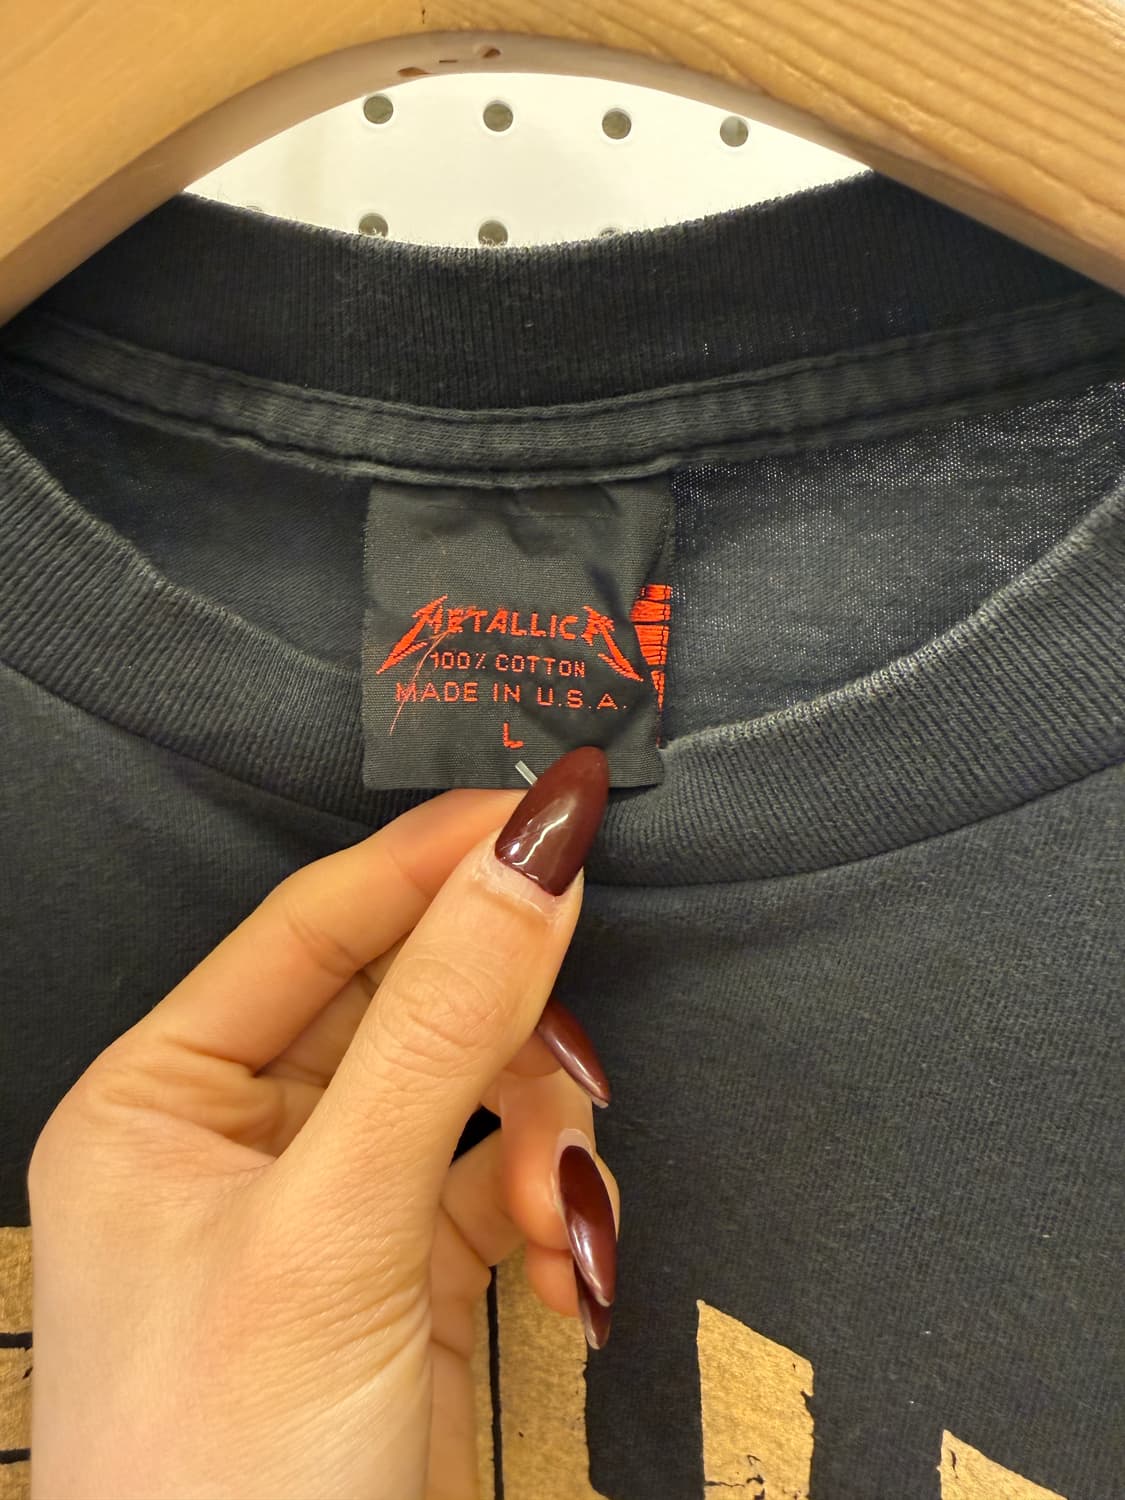 METALLICA
100% COTTON
MADE IN U.S.A.
L